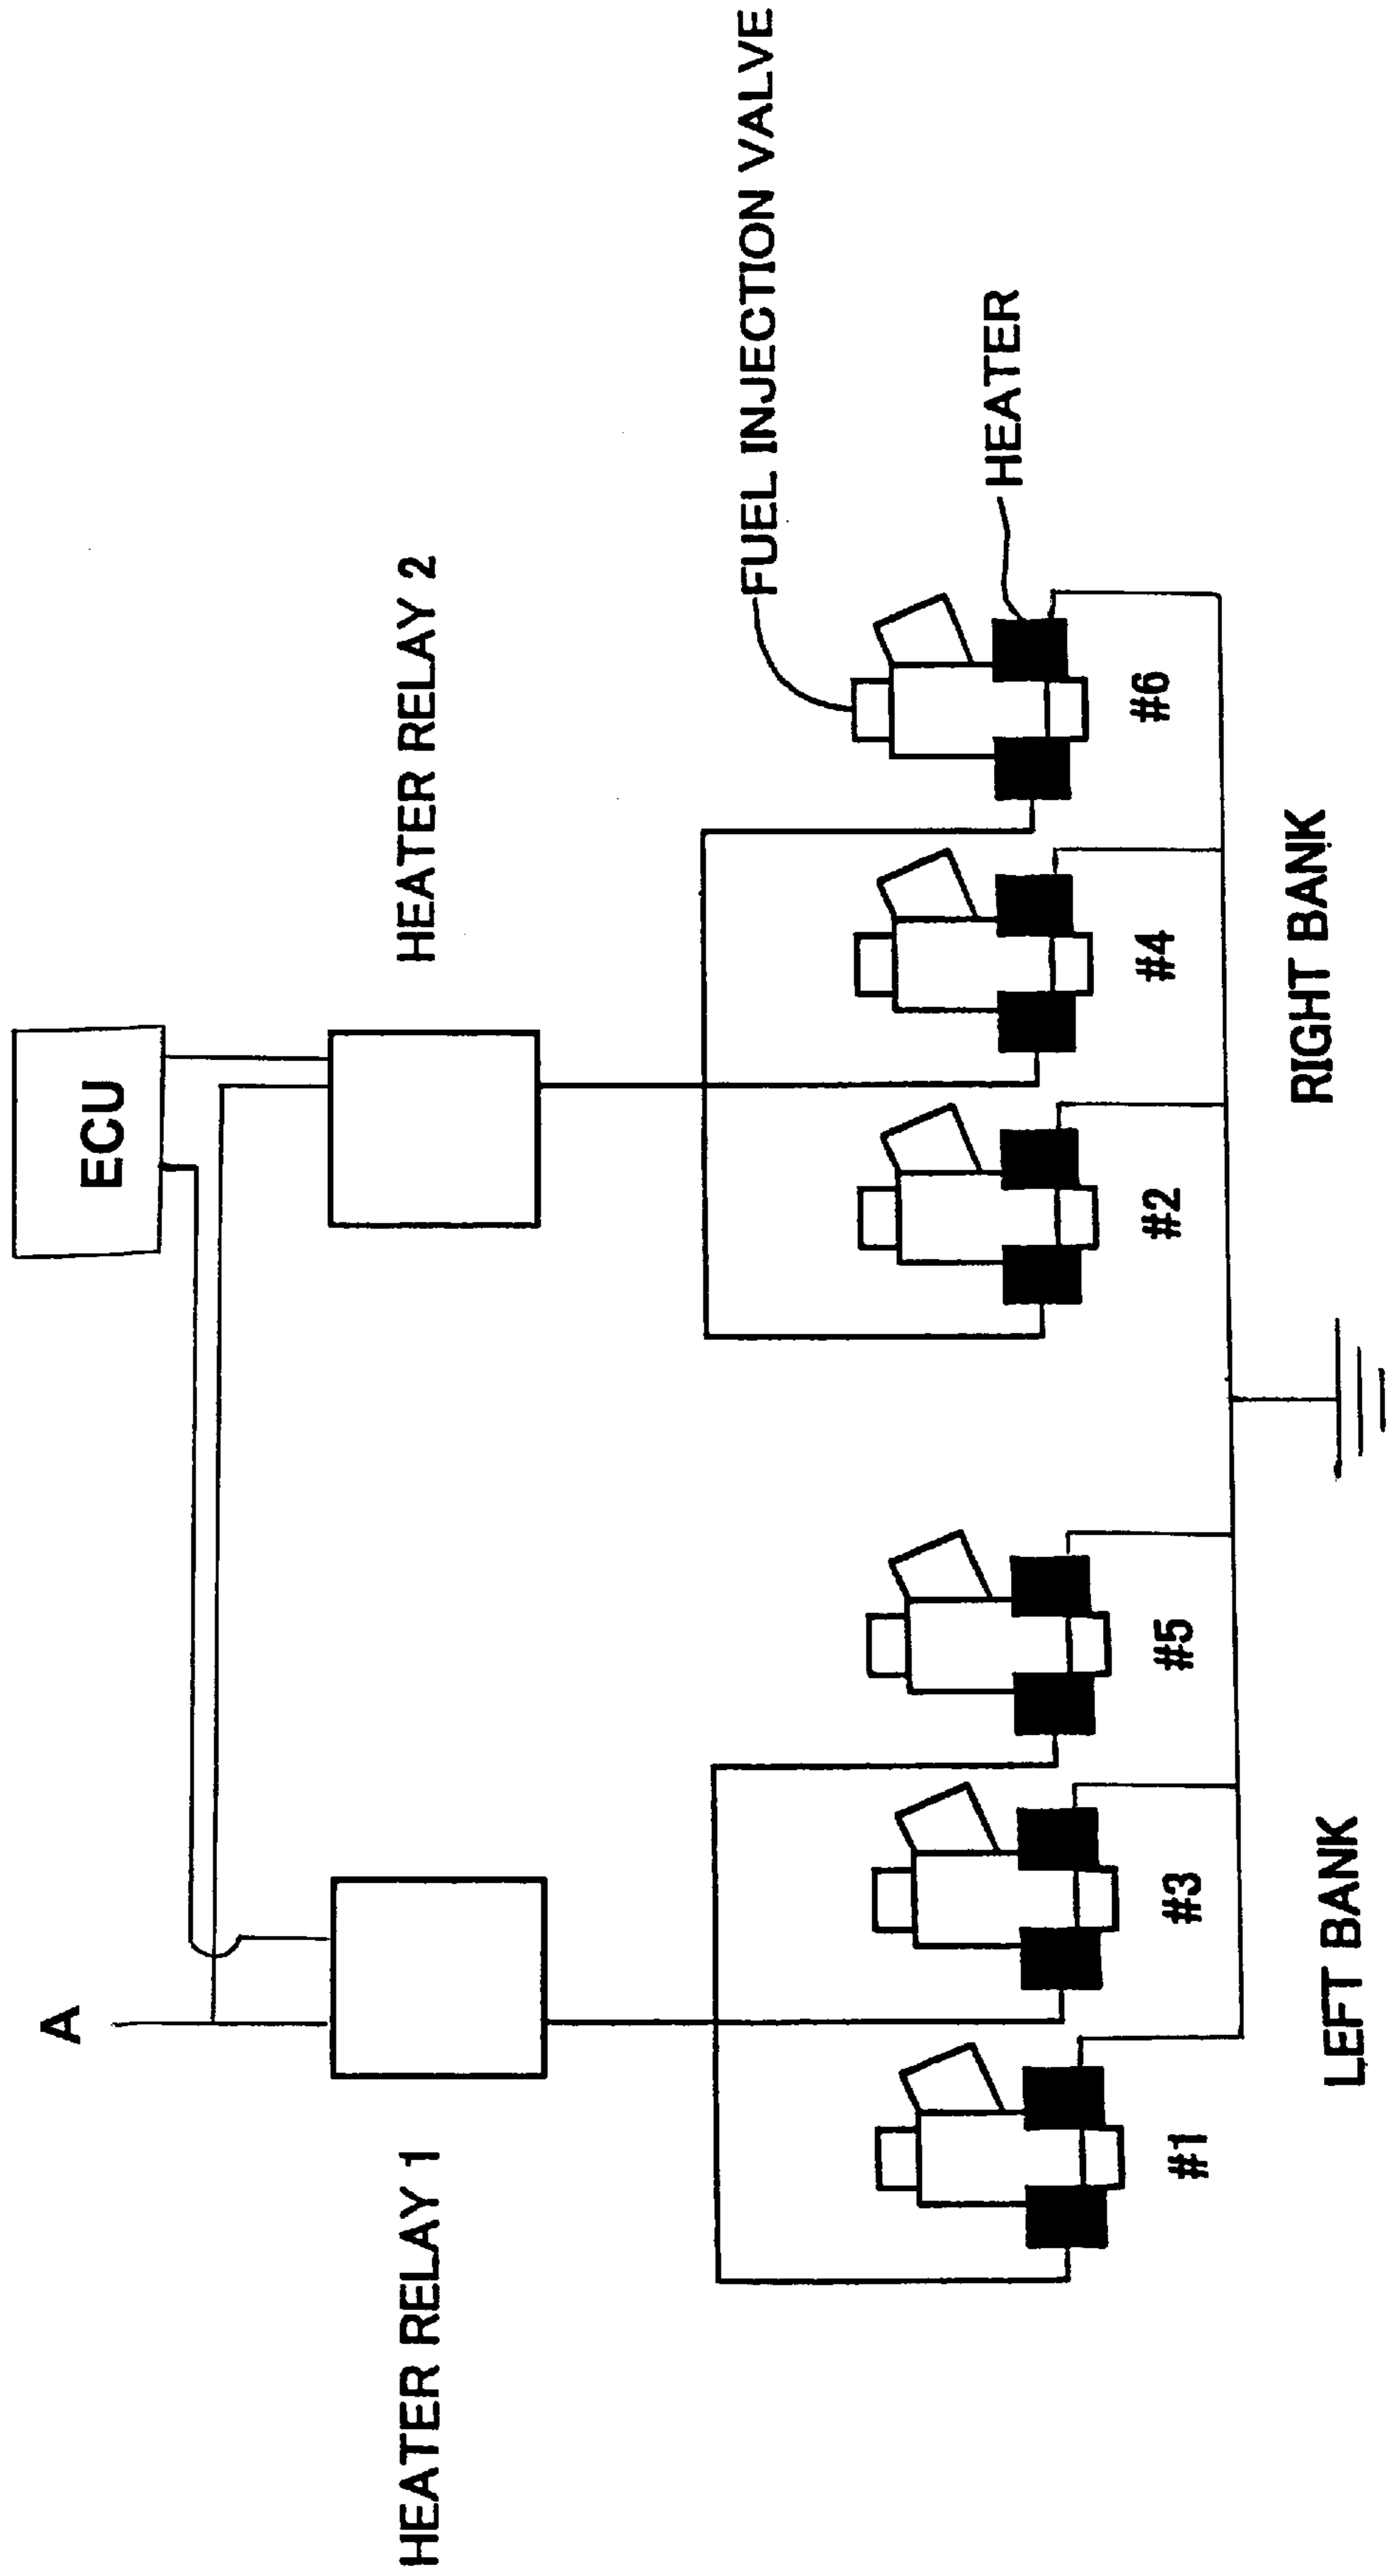 A
ECU
HEATER RELAY 1
HEATER RELAY 2
FUEL INJECTION VALVE
HEATER
#1
#3
#5
#2
#4
#6
LEFT BANK
RIGHT BANK